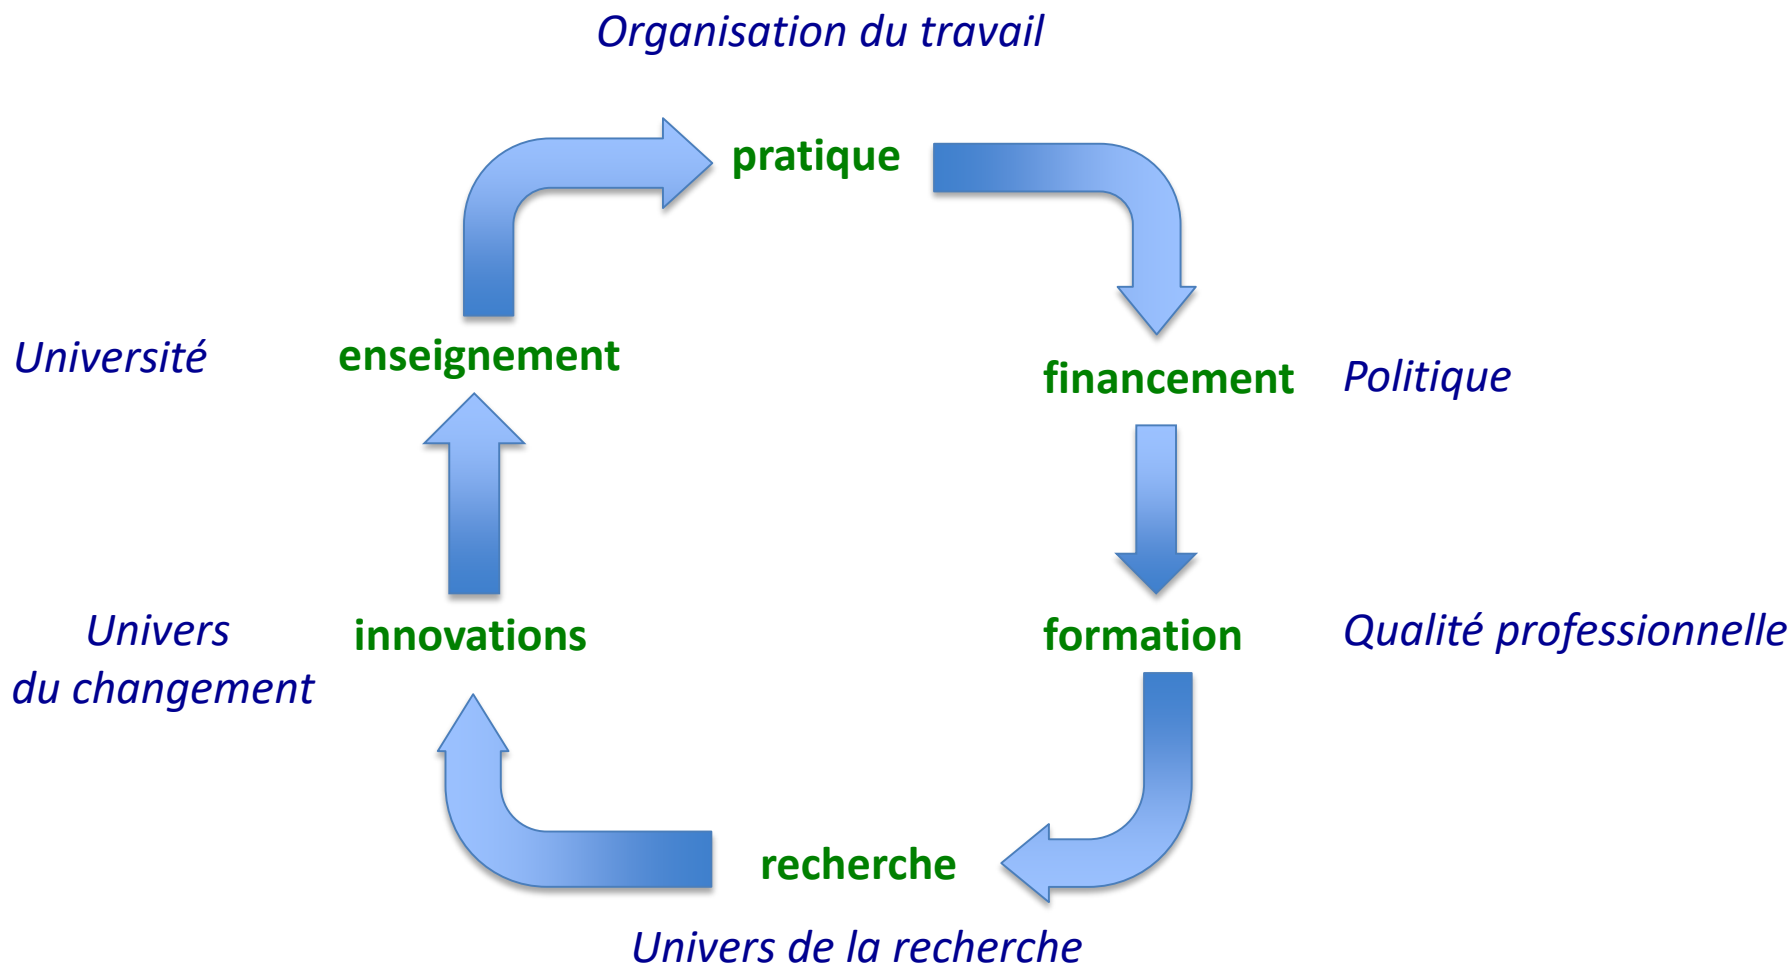 Organisation du travail
pratique
Université
enseignement
financement
Politique
Univers
du changement
innovations
formation
Qualité professionnelle
recherche
Univers de la recherche